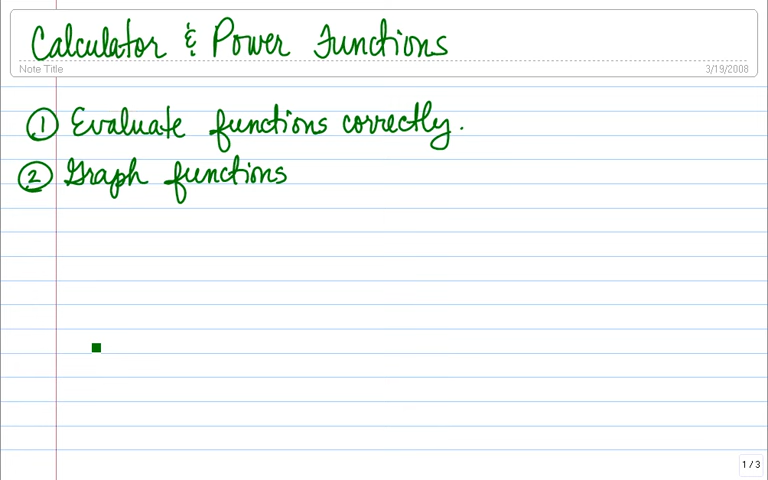 Calculator & Power Functions
Note Title
3/19/2008
① Evaluate functions correctly.
② Graph functions
1 / 3